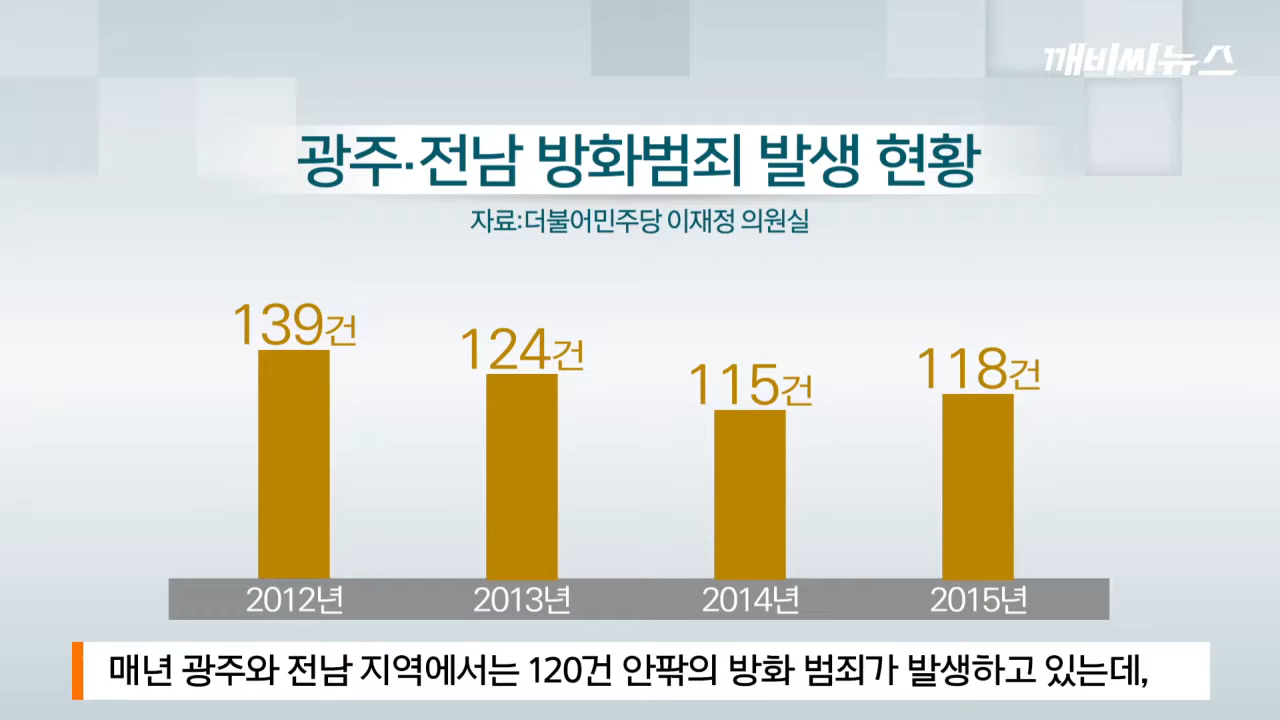 깨비씨뉴스
광주·전남 방화범죄 발생 현황
자료:더불어민주당 이재정 의원실
139건
124건
115건
118건
2012년
2013년
2014년
2015년
매년 광주와 전남 지역에서는 120건 안팎의 방화 범죄가 발생하고 있는데,